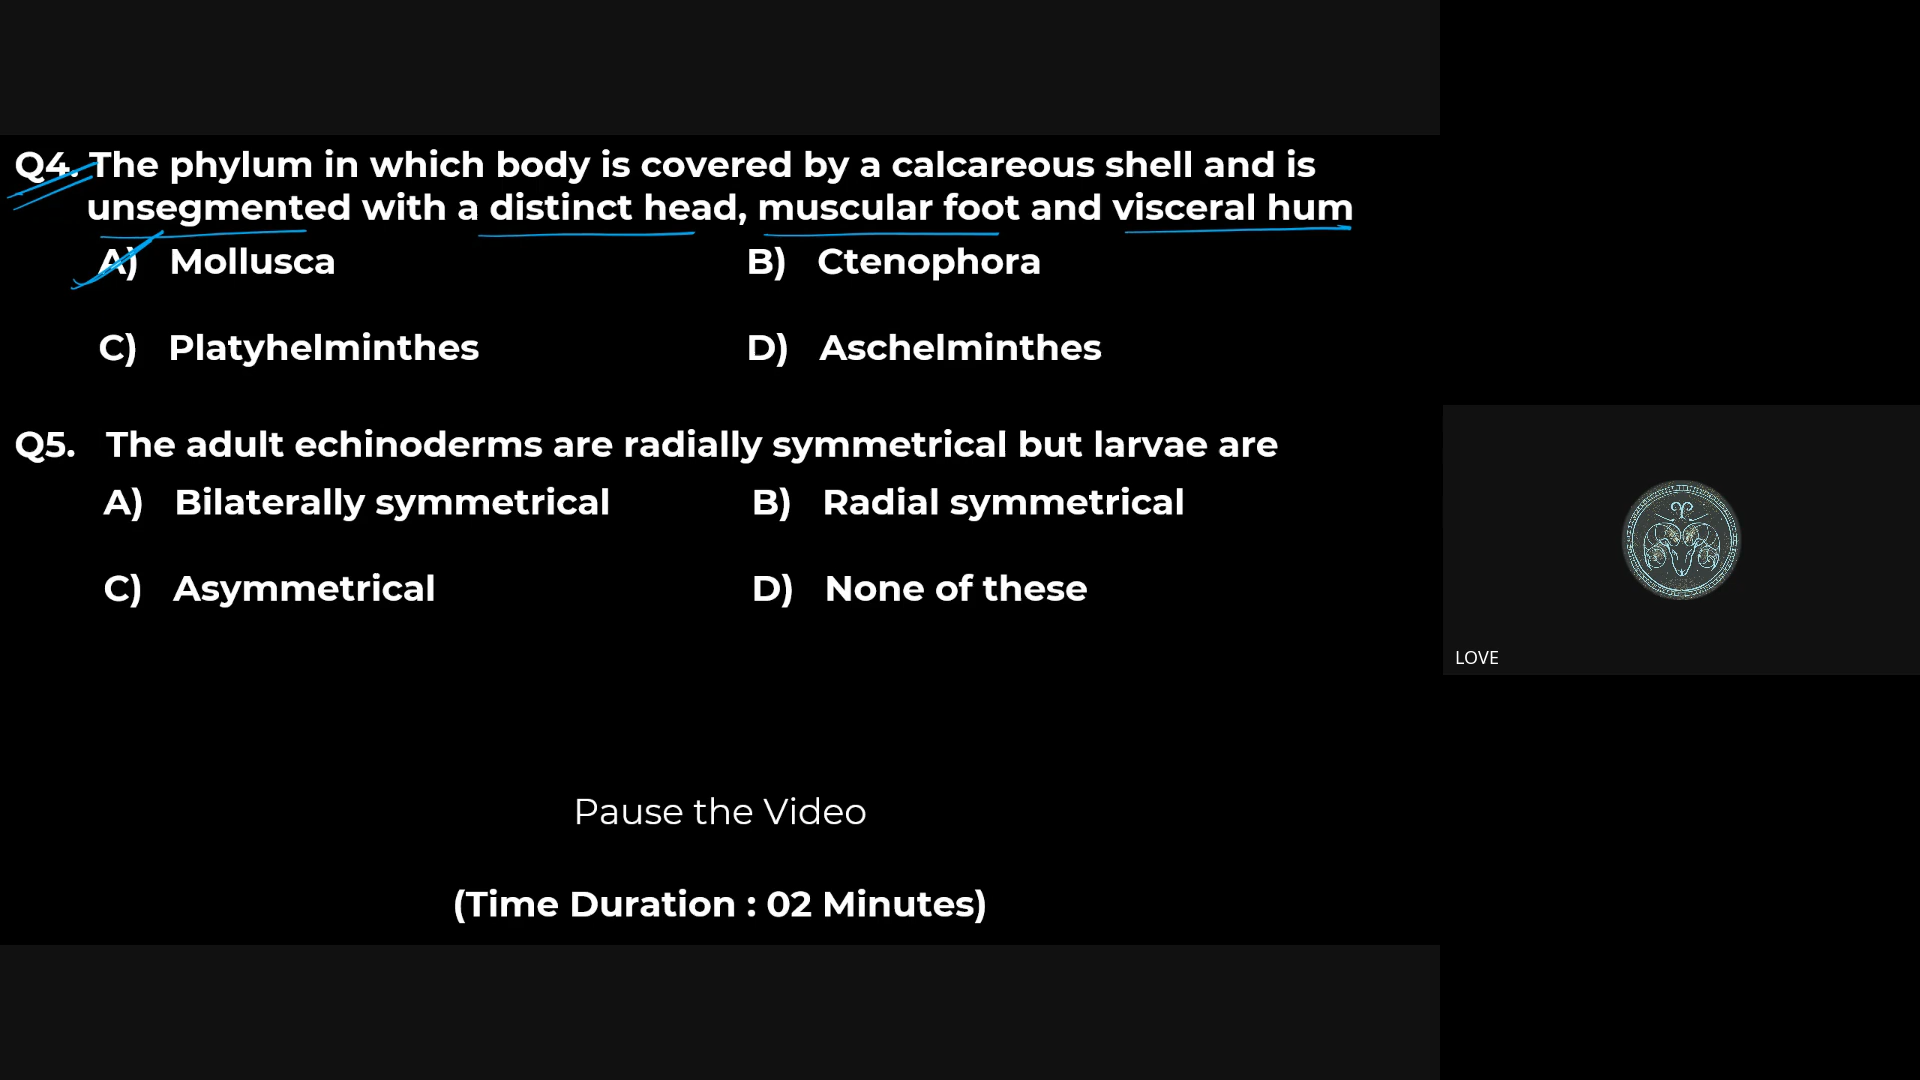 Q4. The phylum in which body is covered by a calcareous shell and is
unsegmented with a distinct head, muscular foot and visceral hum
A) Mollusca
B) Ctenophora
C) Platyhelminthes
D) Aschelminthes
Q5. The adult echinoderms are radially symmetrical but larvae are
A) Bilaterally symmetrical
B) Radial symmetrical
C) Asymmetrical
D) None of these
LOVE
Pause the Video
(Time Duration : 02 Minutes)